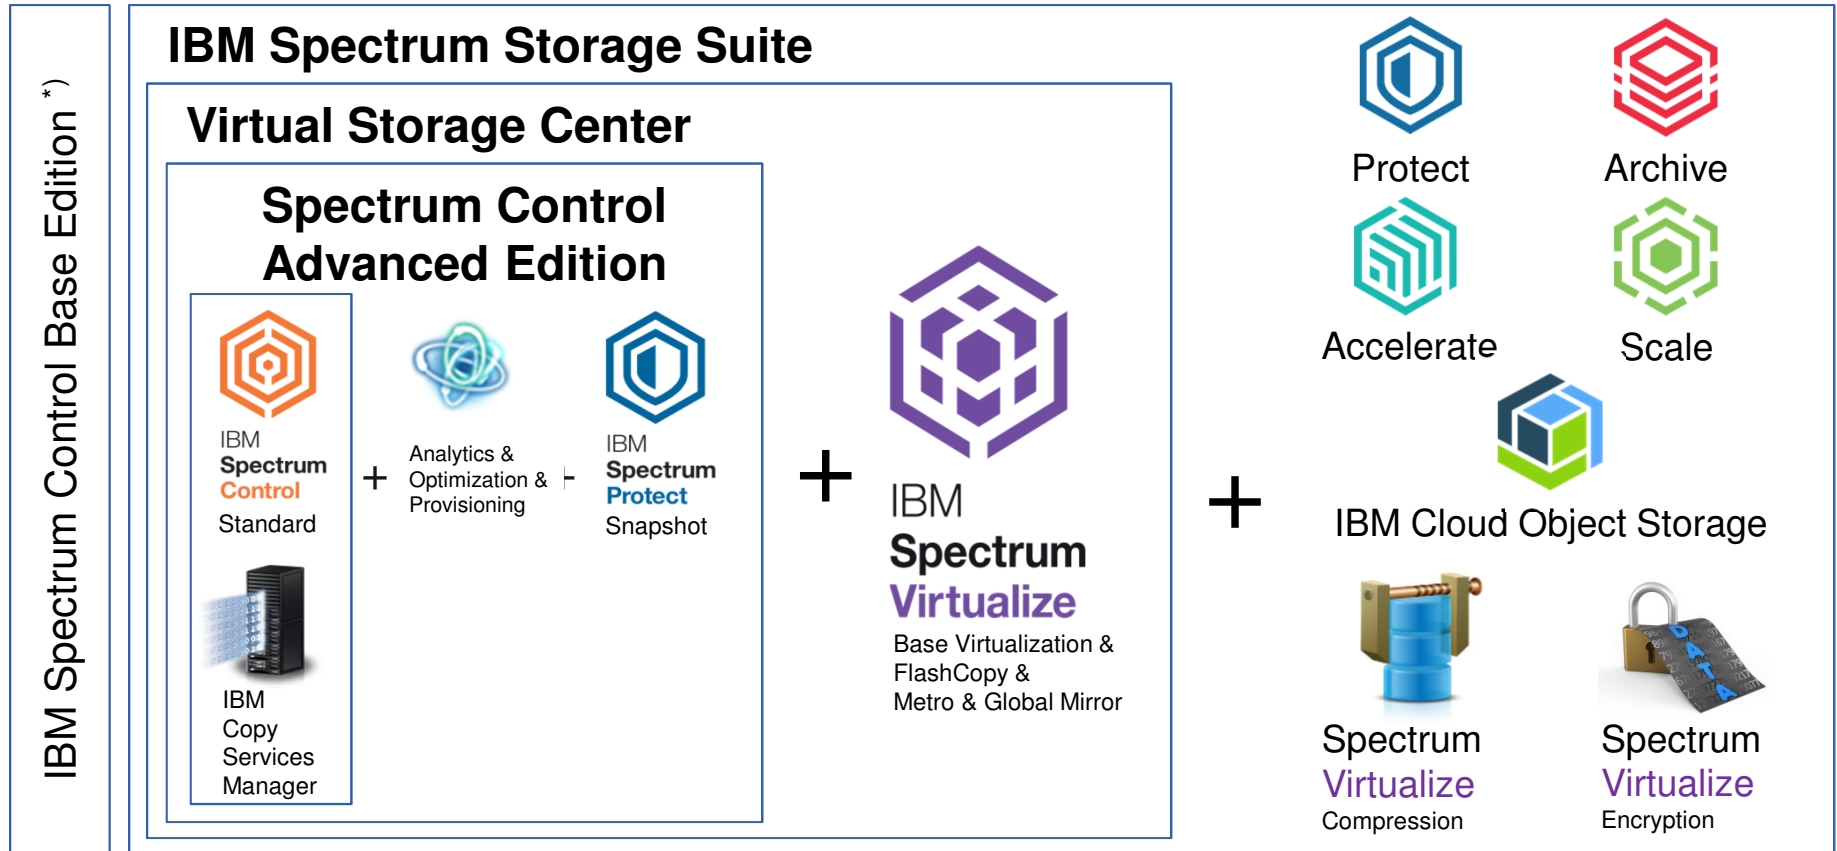 IBM Spectrum Control Base Edition *)
IBM Spectrum Storage Suite
Virtual Storage Center
Spectrum Control
Advanced Edition
IBM
Spectrum
Control
Standard
IBM
Copy
Services
Manager
+
Analytics &
Optimization &
Provisioning
IBM
Spectrum
Protect
Snapshot
+
IBM
Spectrum
Virtualize
Base Virtualization &
FlashCopy &
Metro & Global Mirror
+
Protect
Archive
Accelerate
Scale
IBM Cloud Object Storage
Spectrum
Virtualize
Compression
DATA
Spectrum
Virtualize
Encryption